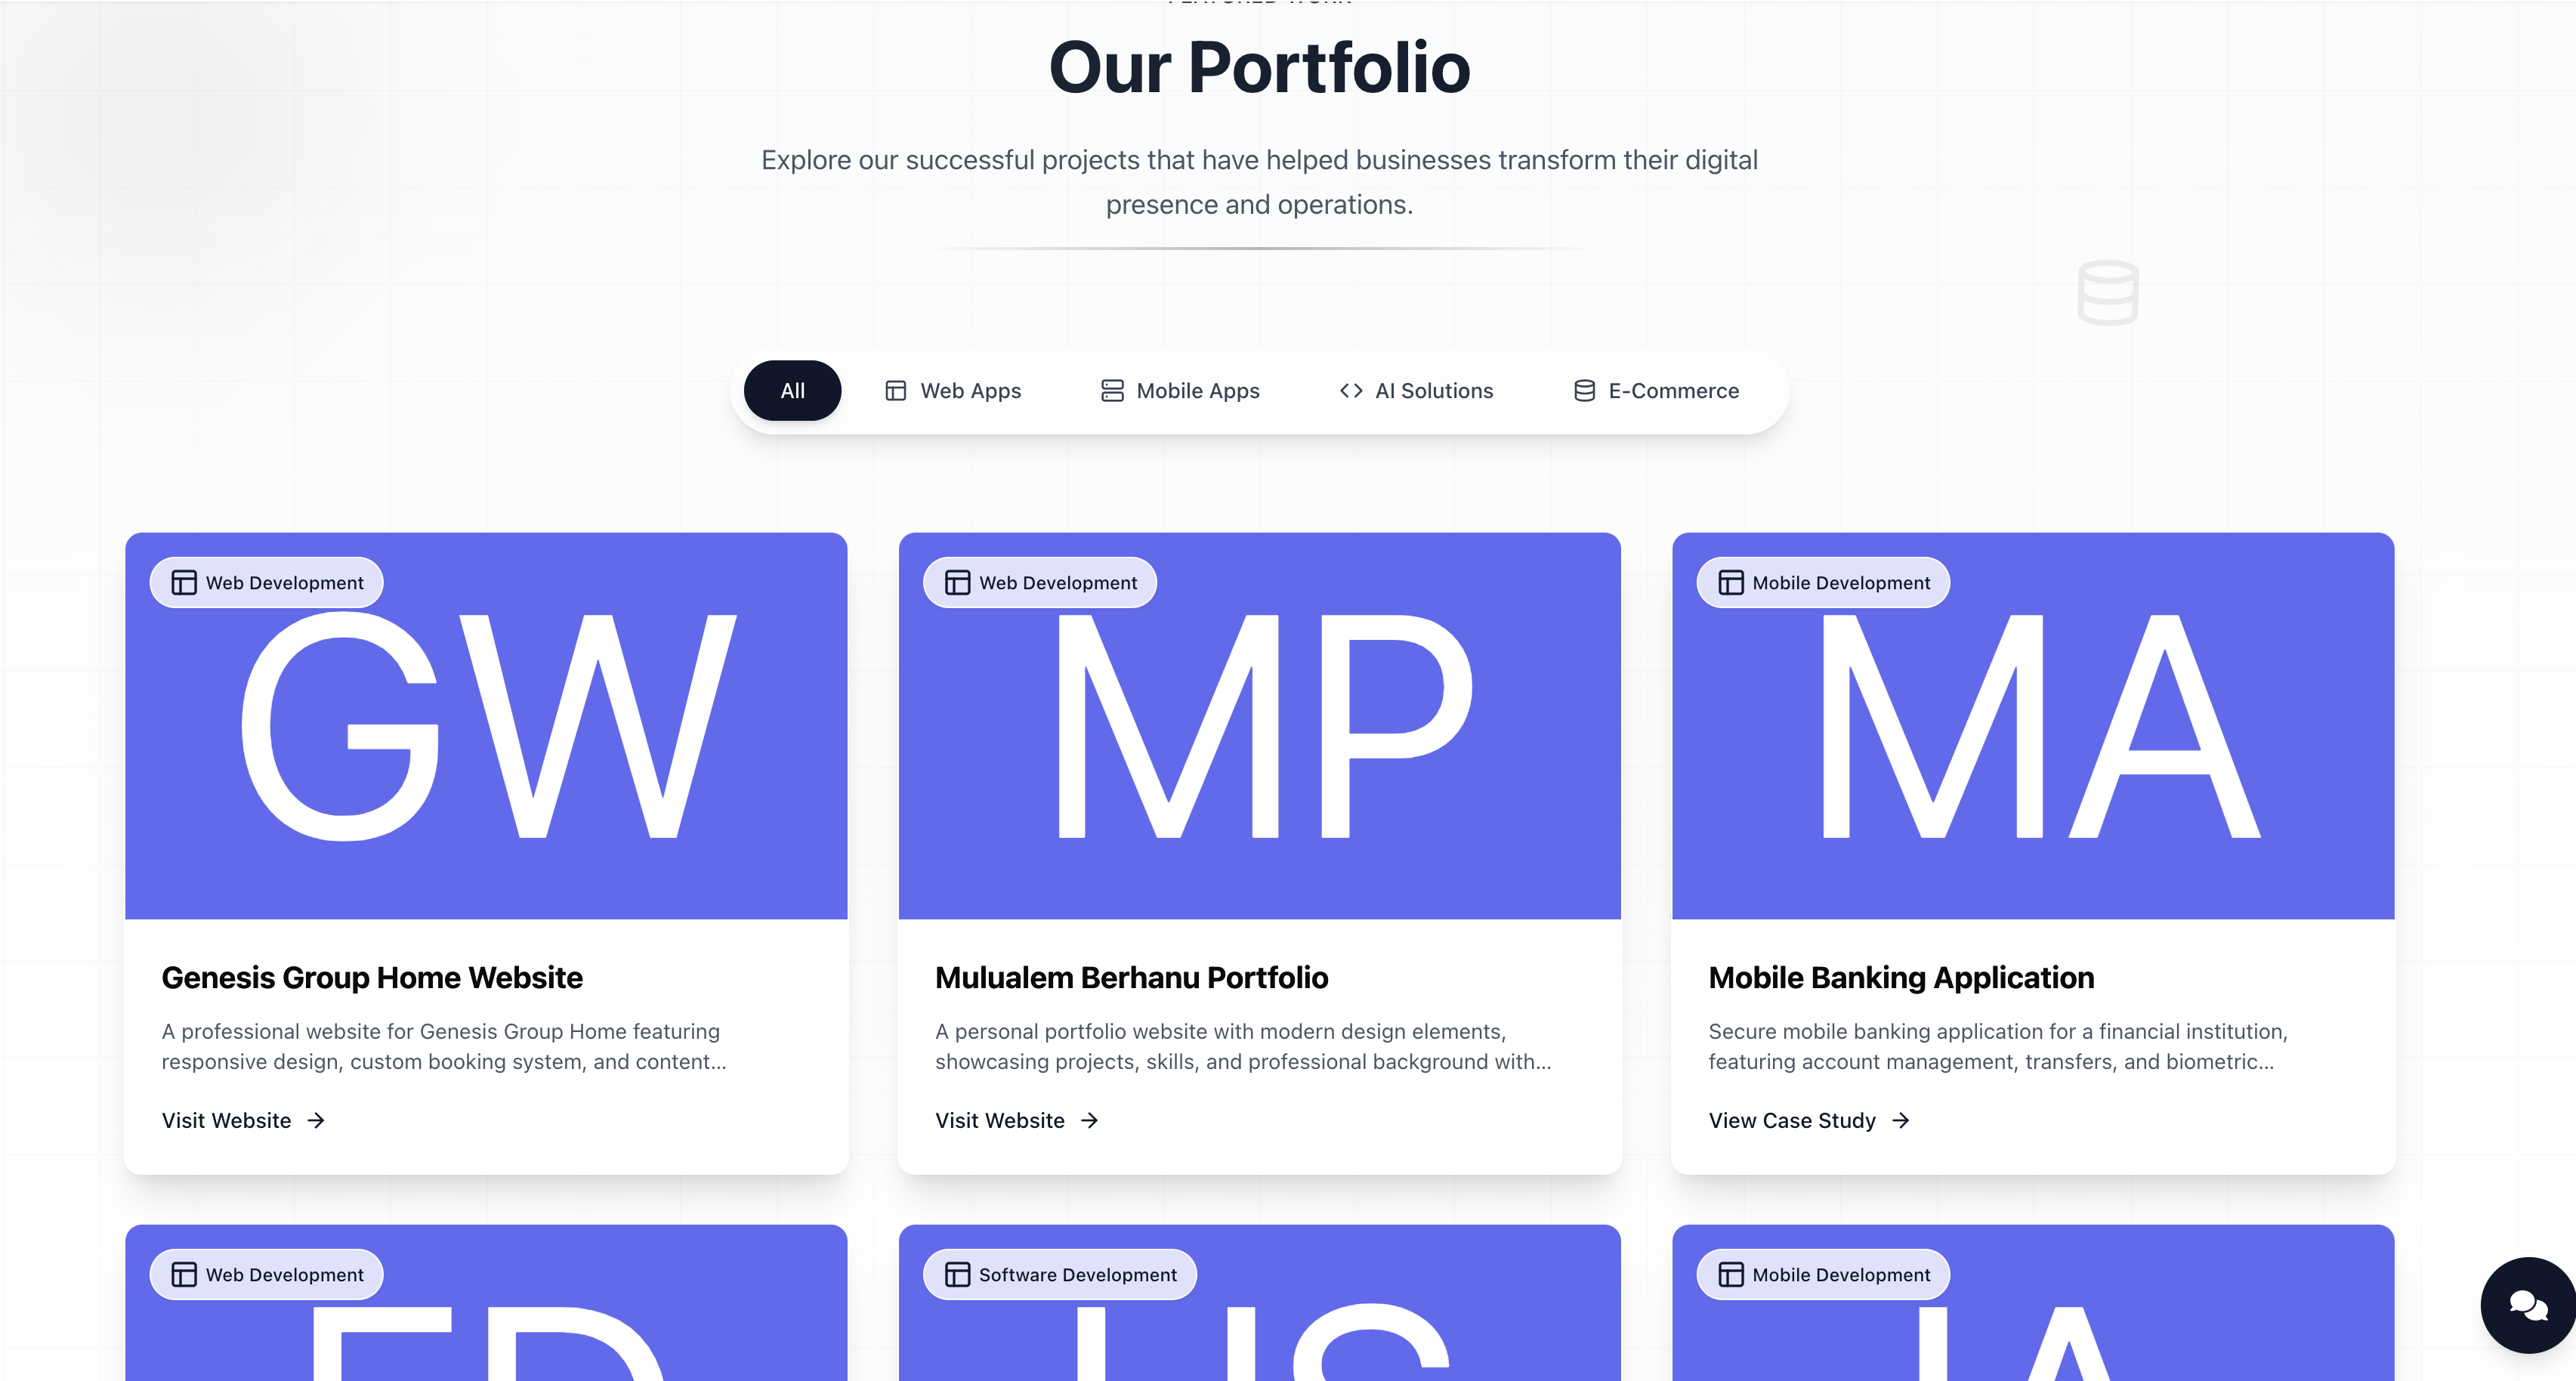 FEATURED WORK
Our Portfolio
Explore our successful projects that have helped businesses transform their digital
presence and operations.
All
Web Apps
Mobile Apps
AI Solutions
E-Commerce
Web Development
GW
Genesis Group Home Website
A professional website for Genesis Group Home featuring
responsive design, custom booking system, and content...
Visit Website
Web Development
MP
Mulualem Berhanu Portfolio
A personal portfolio website with modern design elements,
showcasing projects, skills, and professional background with...
Visit Website
Mobile Development
MA
Mobile Banking Application
Secure mobile banking application for a financial institution,
featuring account management, transfers, and biometric...
View Case Study
Web Development
Software Development
Mobile Development